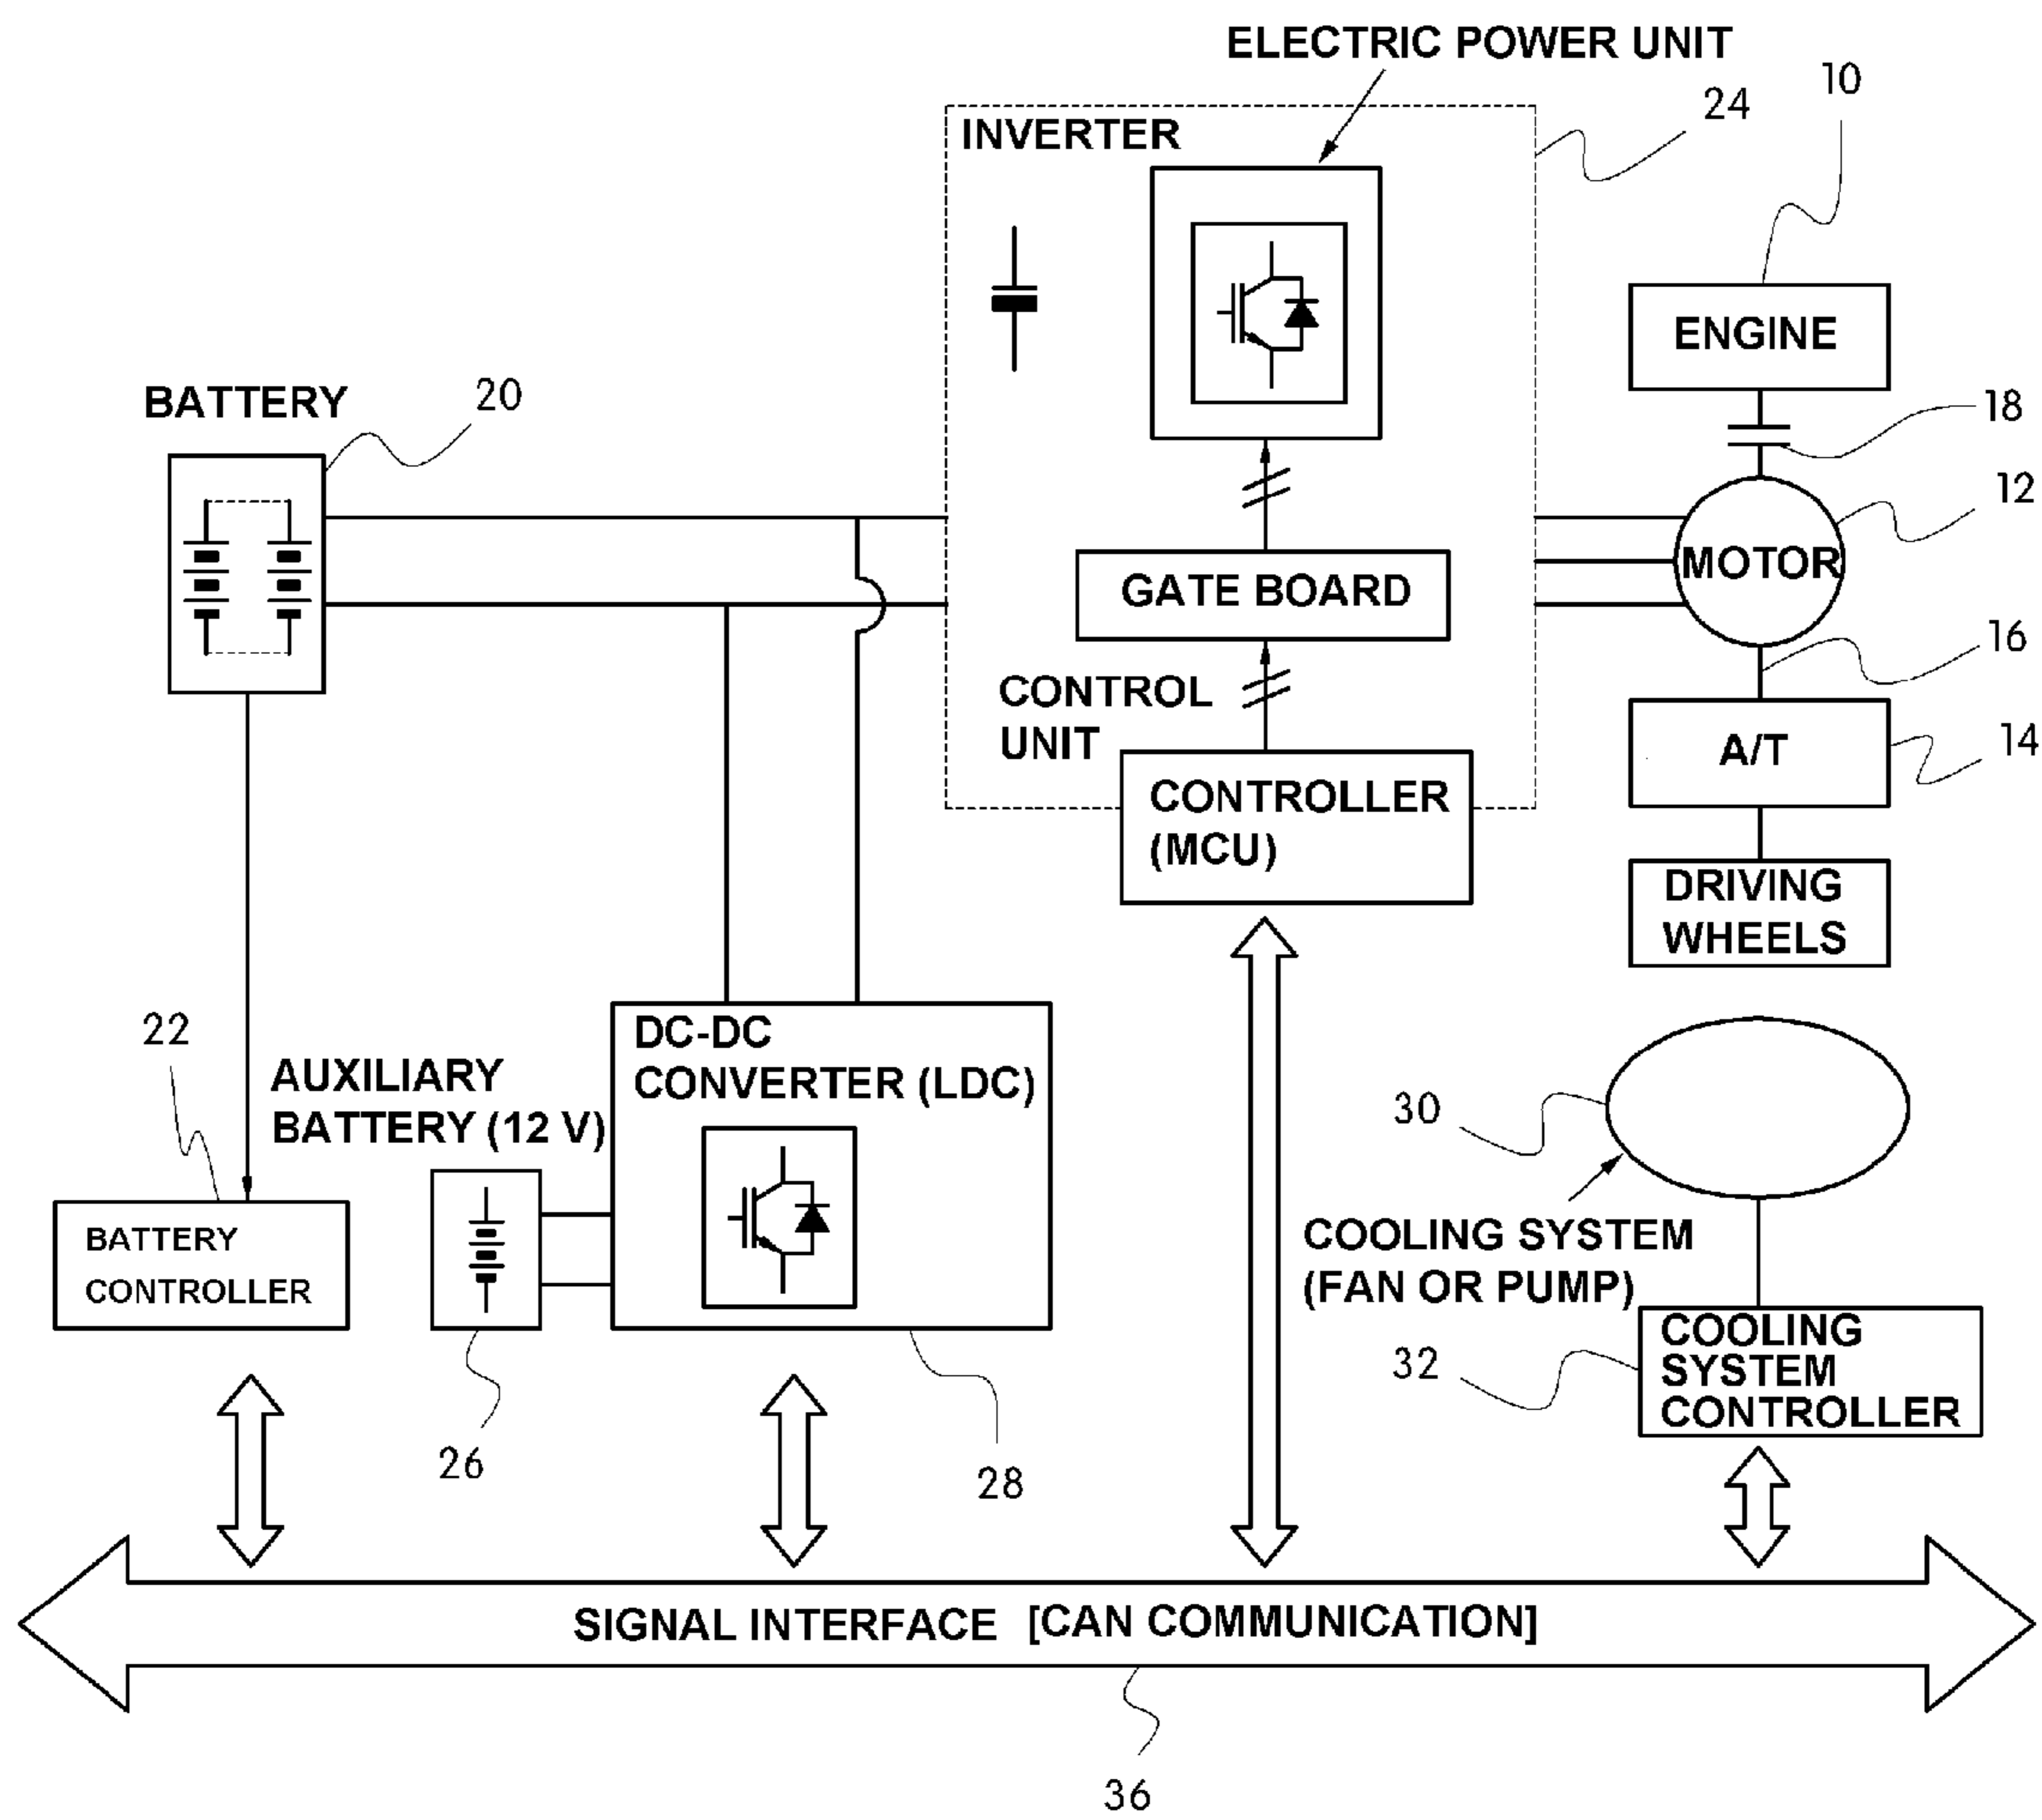 ELECTRIC POWER UNIT
10
24
INVERTER
ENGINE
18
BATTERY
20
12
MOTOR
GATE BOARD
16
CONTROL
UNIT
A/T
14
CONTROLLER
(MCU)
DRIVING
WHEELS
22
AUXILIARY
BATTERY (12 V)
DC-DC
CONVERTER (LDC)
30
BATTERY
CONTROLLER
COOLING SYSTEM
(FAN OR PUMP)
32
COOLING
SYSTEM
CONTROLLER
26
28
SIGNAL INTERFACE [CAN COMMUNICATION]
36